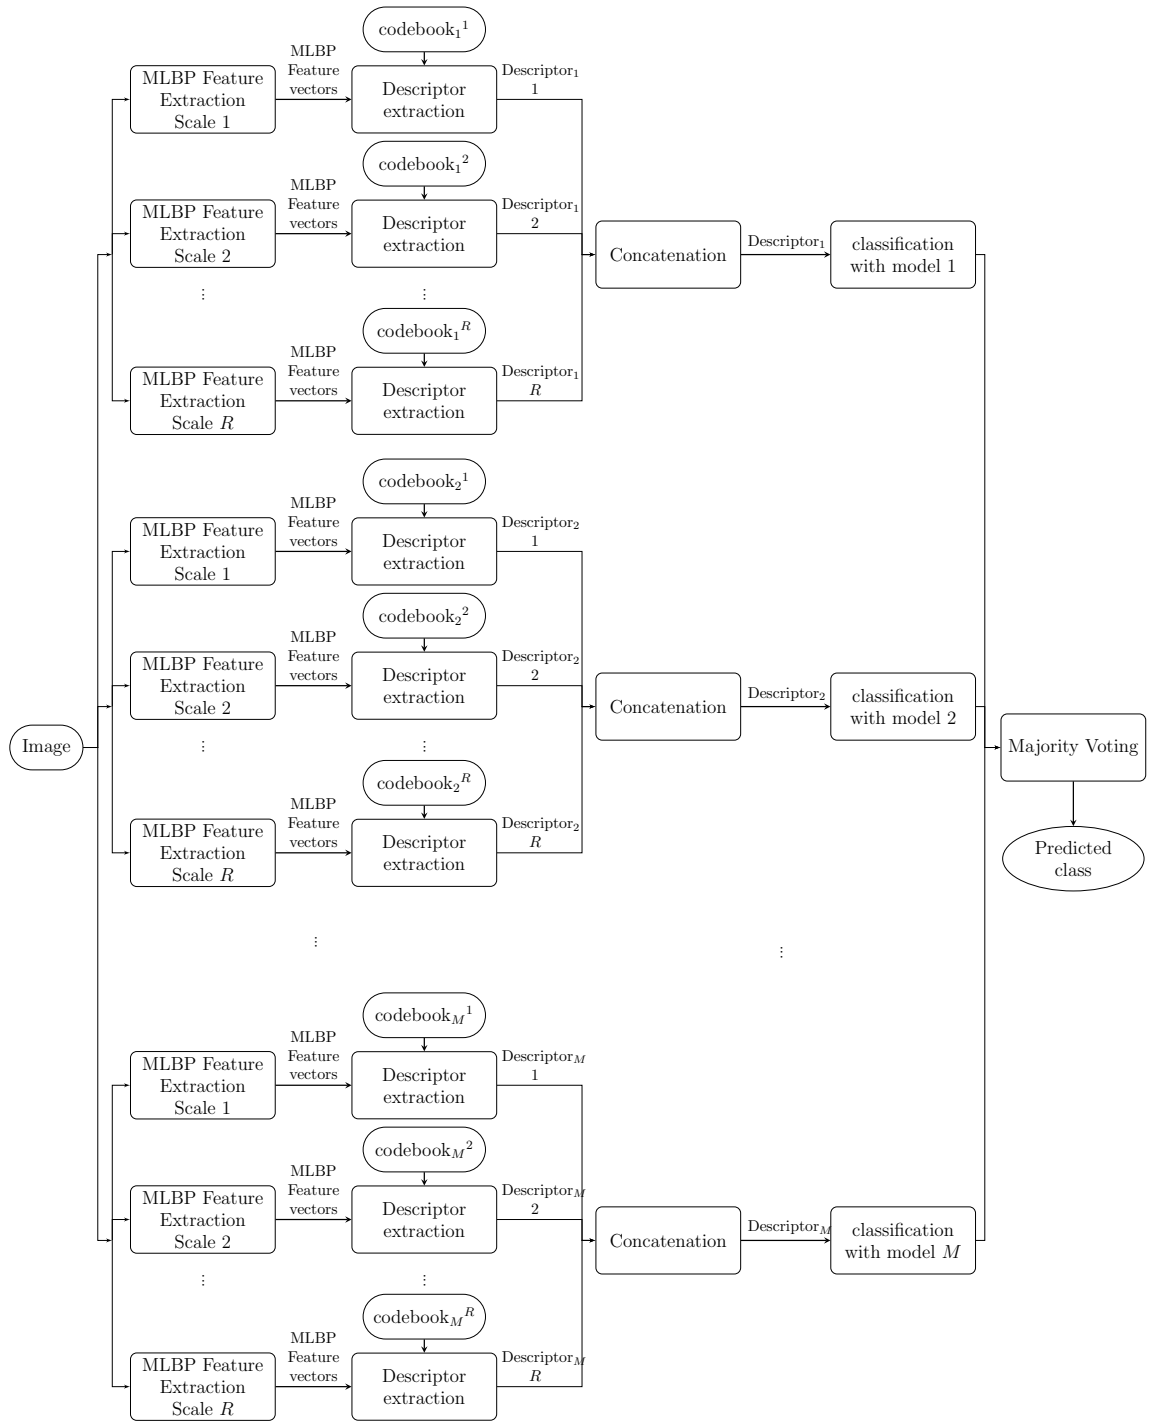 codebook₁¹
MLBP
Feature
vectors
MLBP Feature
Extraction
Scale 1
Descriptor
extraction
Descriptor₁
1
codebook₁²
MLBP
Feature
vectors
MLBP Feature
Extraction
Scale 2
Descriptor
extraction
Descriptor₁
2
⋮
⋮
codebook₁ᴿ
MLBP
Feature
vectors
MLBP Feature
Extraction
Scale R
Descriptor
extraction
Descriptor₁
R
Concatenation
Descriptor₁
classification
with model 1
codebook₂¹
MLBP
Feature
vectors
MLBP Feature
Extraction
Scale 1
Descriptor
extraction
Descriptor₂
1
codebook₂²
MLBP
Feature
vectors
MLBP Feature
Extraction
Scale 2
Descriptor
extraction
Descriptor₂
2
Image
⋮
⋮
codebook₂ᴿ
MLBP
Feature
vectors
MLBP Feature
Extraction
Scale R
Descriptor
extraction
Descriptor₂
R
Concatenation
Descriptor₂
classification
with model 2
Majority Voting
Predicted
class
⋮
⋮
codebook_M¹
MLBP
Feature
vectors
MLBP Feature
Extraction
Scale 1
Descriptor
extraction
Descriptor_M
1
codebook_M²
MLBP
Feature
vectors
MLBP Feature
Extraction
Scale 2
Descriptor
extraction
Descriptor_M
2
⋮
⋮
codebook_Mᴿ
MLBP
Feature
vectors
MLBP Feature
Extraction
Scale R
Descriptor
extraction
Descriptor_M
R
Concatenation
Descriptor_M
classification
with model M